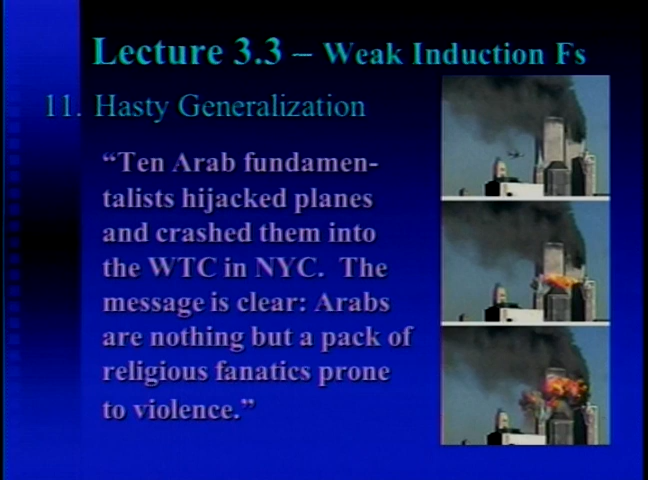 Lecture 3.3 – Weak Induction Fs
11. Hasty Generalization
“Ten Arab fundamen-
talists hijacked planes
and crashed them into
the WTC in NYC. The
message is clear: Arabs
are nothing but a pack of
religious fanatics prone
to violence.”